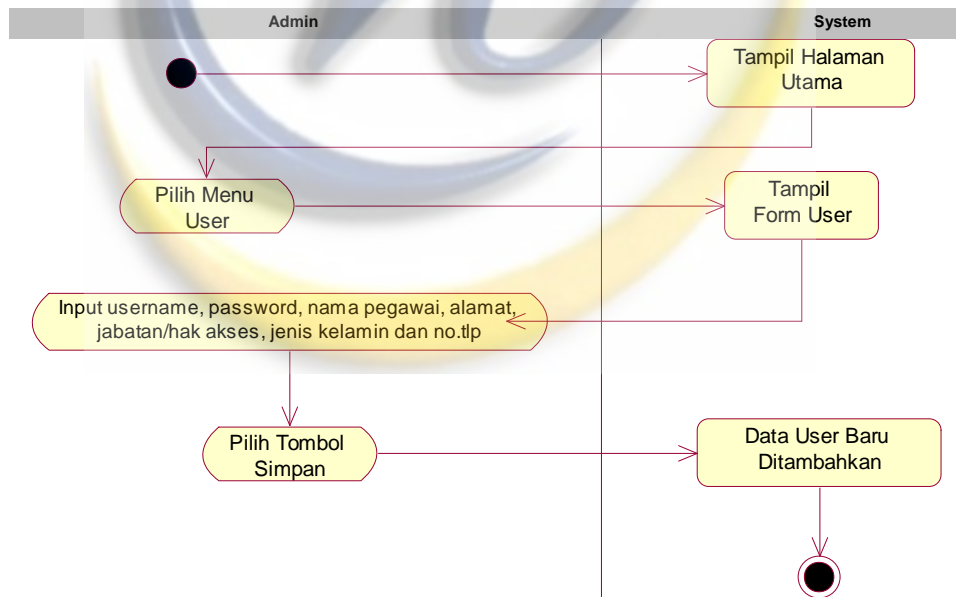 Admin
System
Tampil Halaman
Utama
Pilih Menu
User
Tampil
Form User
Input username, password, nama pegawai, alamat,
jabatan/hak akses, jenis kelamin dan no.tlp
Pilih Tombol
Simpan
Data User Baru
Ditambahkan